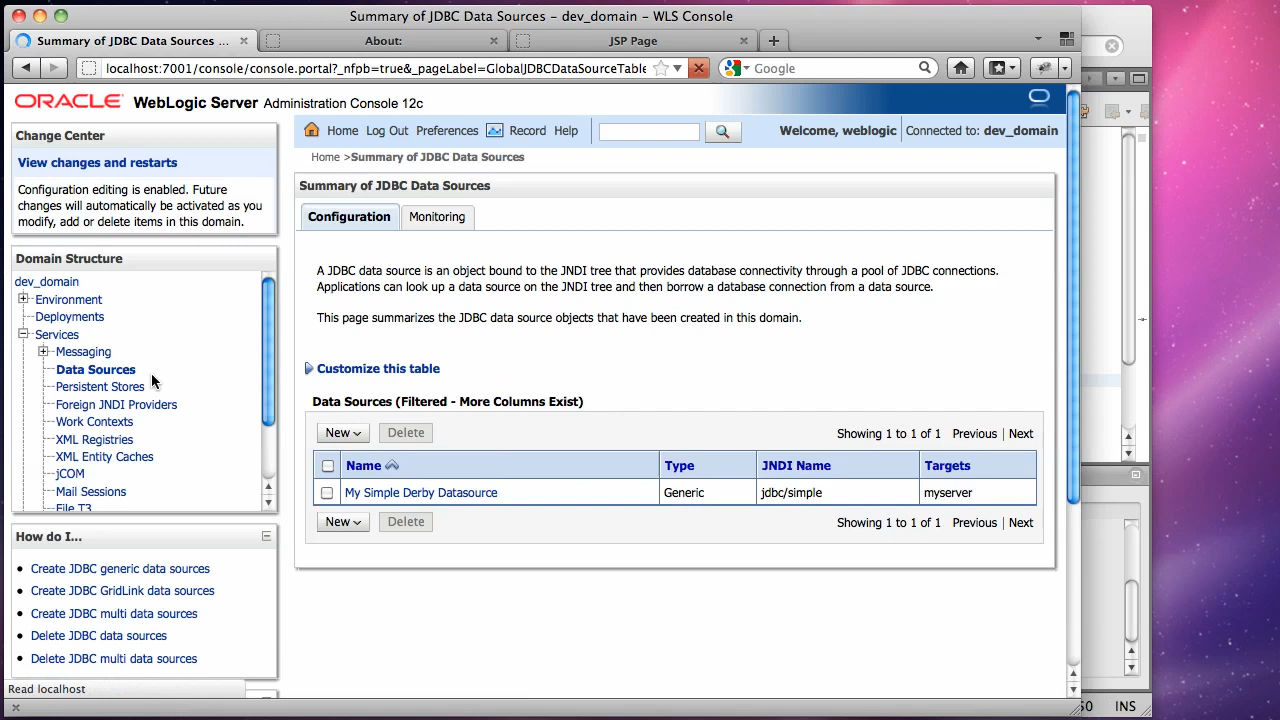 Summary of JDBC Data Sources - dev_domain - WLS Console
Summary of JDBC Data Sources ...
About:
JSP Page
localhost:7001/console/console.portal?_nfpb=true&_pageLabel=GlobalJDBCDataSourceTable
Google
ORACLE WebLogic Server Administration Console 12c
Change Center
View changes and restarts
Configuration editing is enabled. Future
changes will automatically be activated as you
modify, add or delete items in this domain.
Domain Structure
dev_domain
Environment
Deployments
Services
Messaging
Data Sources
Persistent Stores
Foreign JNDI Providers
Work Contexts
XML Registries
XML Entity Caches
jCOM
Mail Sessions
File T3
How do I...
Create JDBC generic data sources
Create JDBC GridLink data sources
Create JDBC multi data sources
Delete JDBC data sources
Delete JDBC multi data sources
Read localhost
Home Log Out Preferences Record Help
Welcome, weblogic Connected to: dev_domain
Home >Summary of JDBC Data Sources
Summary of JDBC Data Sources
Configuration Monitoring
A JDBC data source is an object bound to the JNDI tree that provides database connectivity through a pool of JDBC connections.
Applications can look up a data source on the JNDI tree and then borrow a database connection from a data source.
This page summarizes the JDBC data source objects that have been created in this domain.
Customize this table
Data Sources (Filtered - More Columns Exist)
New Delete Showing 1 to 1 of 1 Previous | Next
Name Type JNDI Name Targets
My Simple Derby Datasource Generic jdbc/simple myserver
New Delete Showing 1 to 1 of 1 Previous | Next
INS